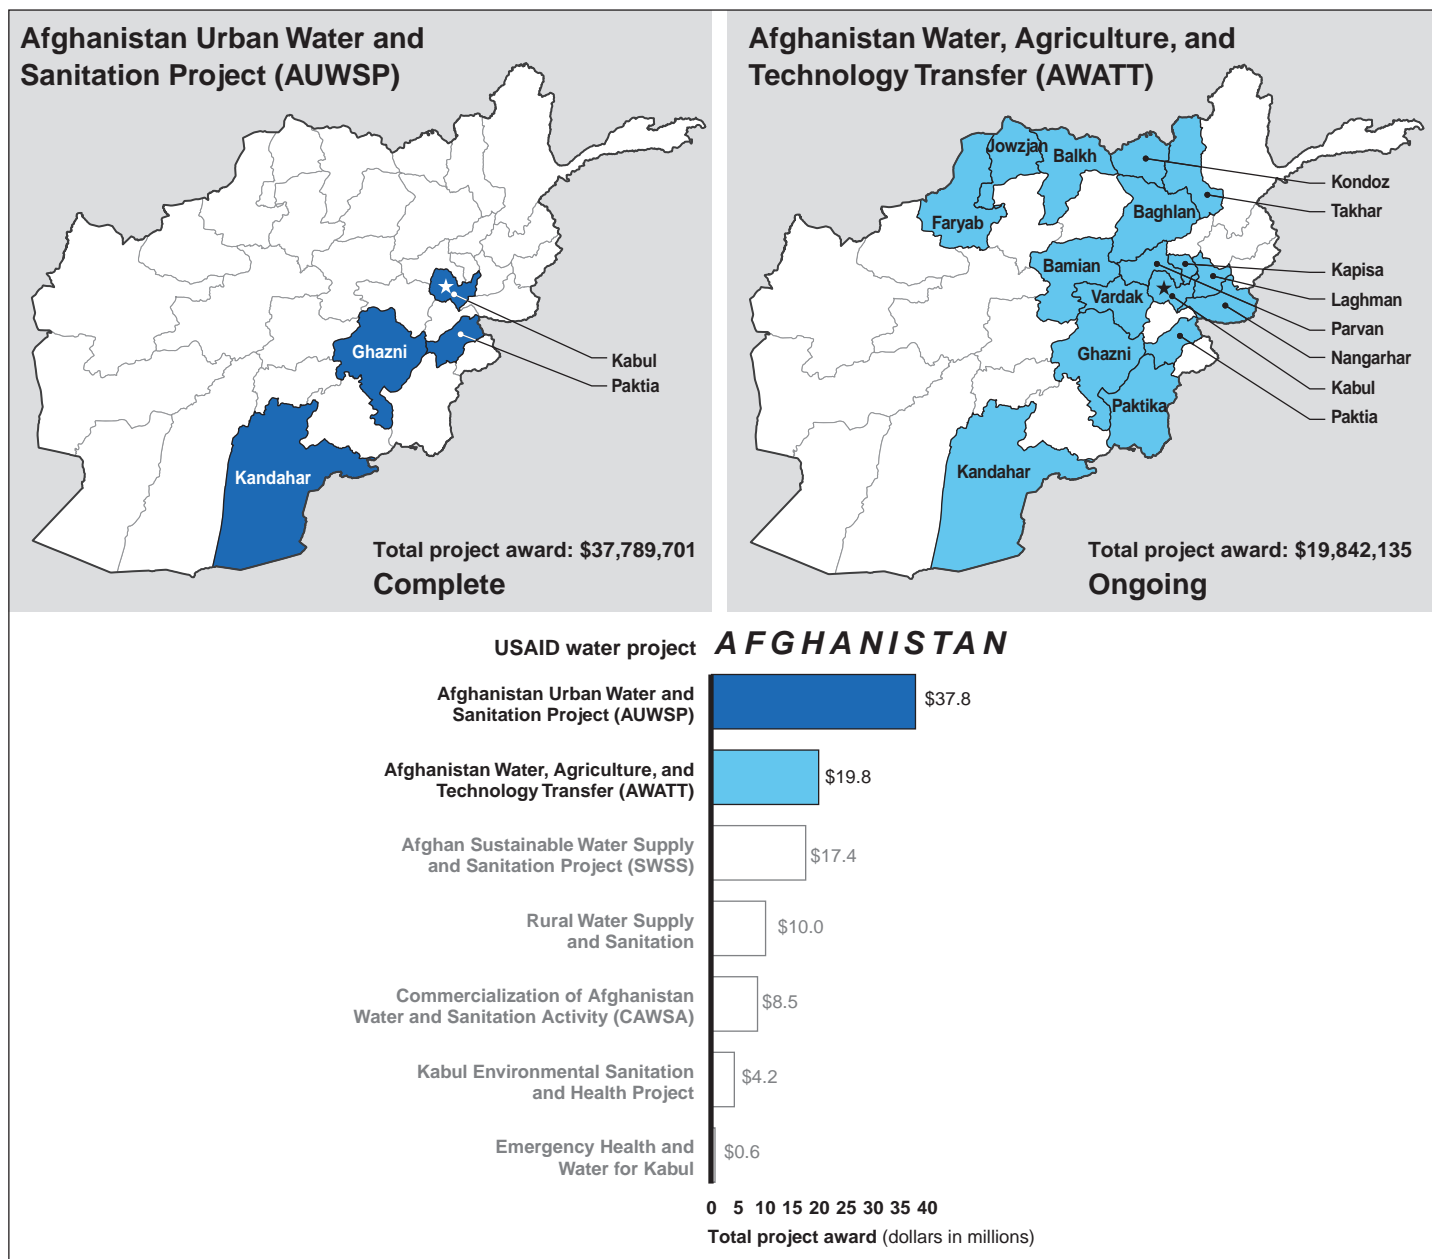 Afghanistan Urban Water and
Sanitation Project (AUWSP)
Ghazni
Kandahar
Kabul
Paktia
Total project award: $37,789,701
Complete
Afghanistan Water, Agriculture, and
Technology Transfer (AWATT)
Jowzjan
Balkh
Faryab
Baghlan
Bamian
Vardak
Ghazni
Paktika
Kandahar
Kondoz
Takhar
Kapisa
Laghman
Parvan
Nangarhar
Kabul
Paktia
Total project award: $19,842,135
Ongoing
USAID water project
AFGHANISTAN
Afghanistan Urban Water and
Sanitation Project (AUWSP)
$37.8
Afghanistan Water, Agriculture, and
Technology Transfer (AWATT)
$19.8
Afghan Sustainable Water Supply
and Sanitation Project (SWSS)
$17.4
Rural Water Supply
and Sanitation
$10.0
Commercialization of Afghanistan
Water and Sanitation Activity (CAWSA)
$8.5
Kabul Environmental Sanitation
and Health Project
$4.2
Emergency Health and
Water for Kabul
$0.6
0 5 10 15 20 25 30 35 40
Total project award (dollars in millions)